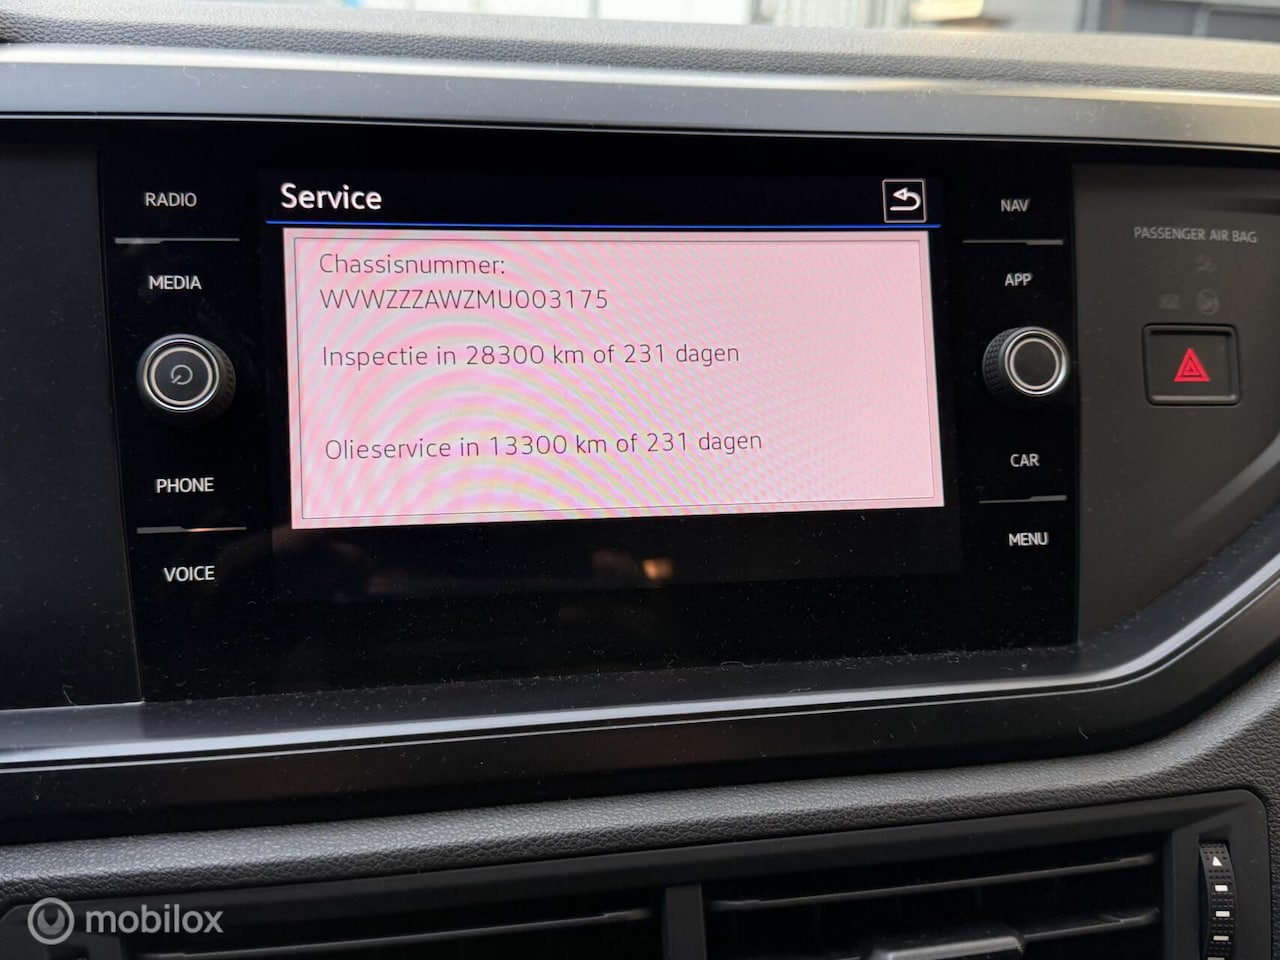 RADIO
MEDIA
PHONE
VOICE
Service
Chassisnummer:
WVWZZZAWZMU003175
Inspectie in 28300 km of 231 dagen
Olieservice in 13300 km of 231 dagen
NAV
APP
CAR
MENU
PASSENGER AIR BAG
mobilox